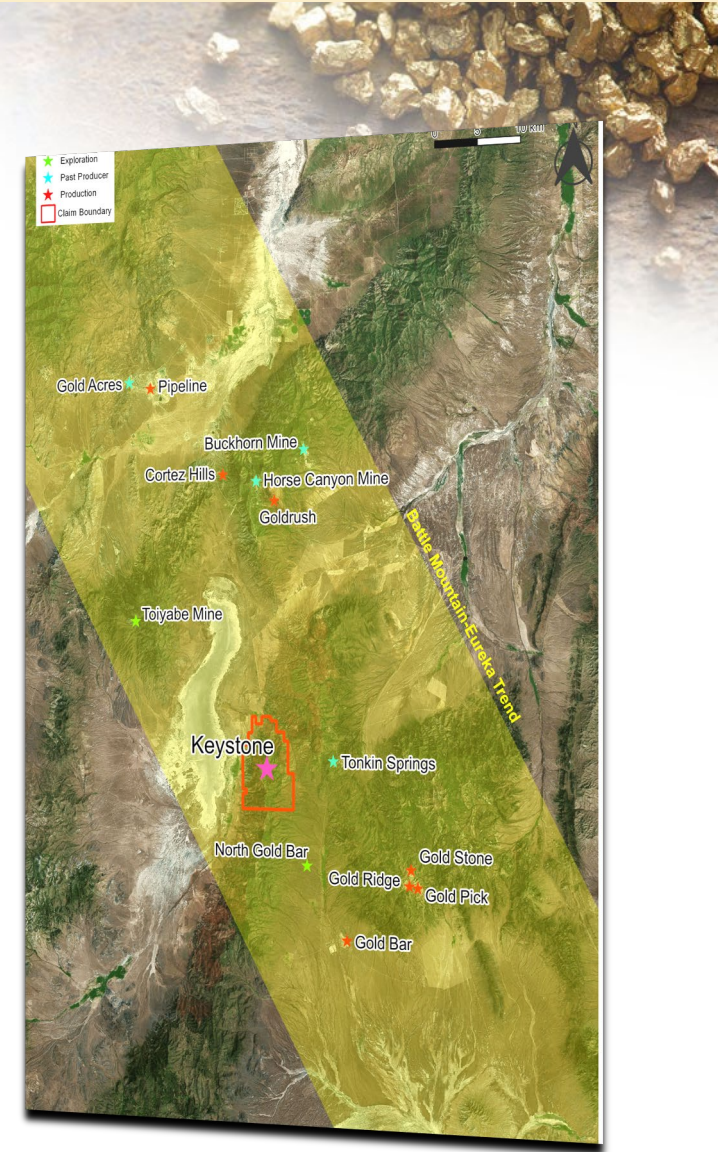 0 5 10 KM
Exploration
Past Producer
Production
Claim Boundary
Gold Acres
Pipeline
Buckhorn Mine
Cortez Hills
Horse Canyon Mine
Goldrush
Battle Mountain-Eureka Trend
Toiyabe Mine
Keystone
Tonkin Springs
North Gold Bar
Gold Stone
Gold Ridge
Gold Pick
Gold Bar